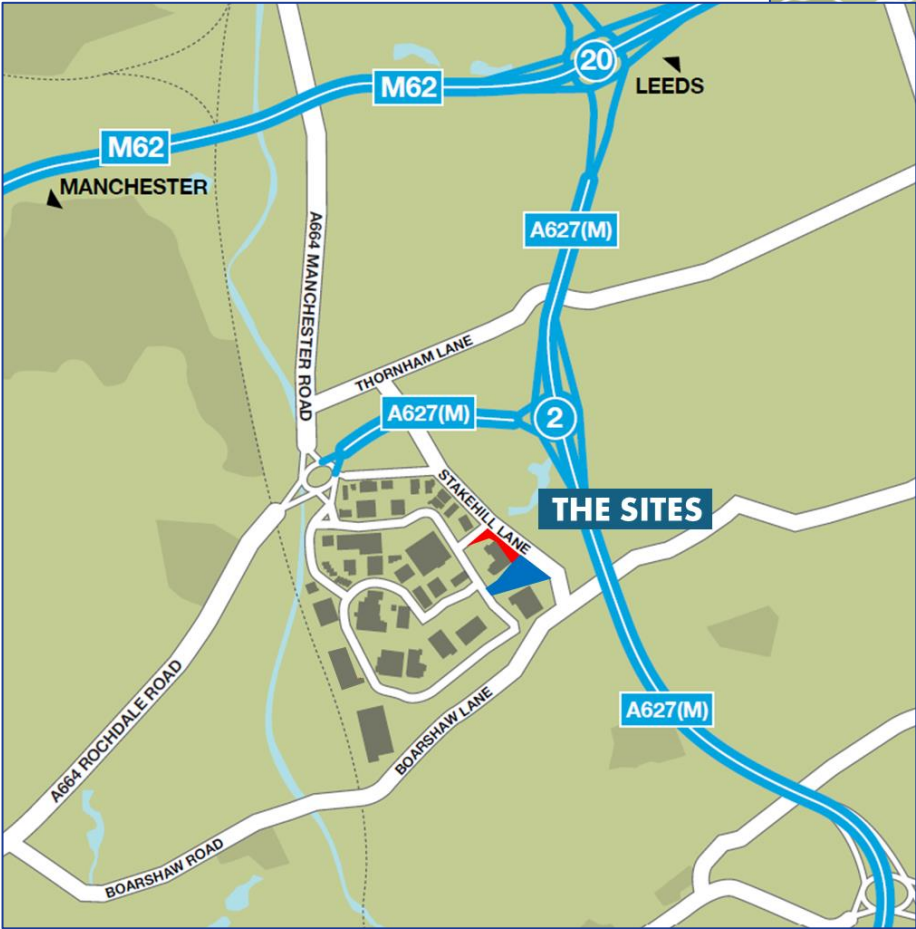 20
LEEDS
M62
M62
MANCHESTER
A627(M)
A664 MANCHESTER ROAD
THORNHAM LANE
A627(M)
2
STAKEHILL LANE
THE SITES
A627(M)
A664 ROCHDALE ROAD
BOARSHAW LANE
BOARSHAW ROAD